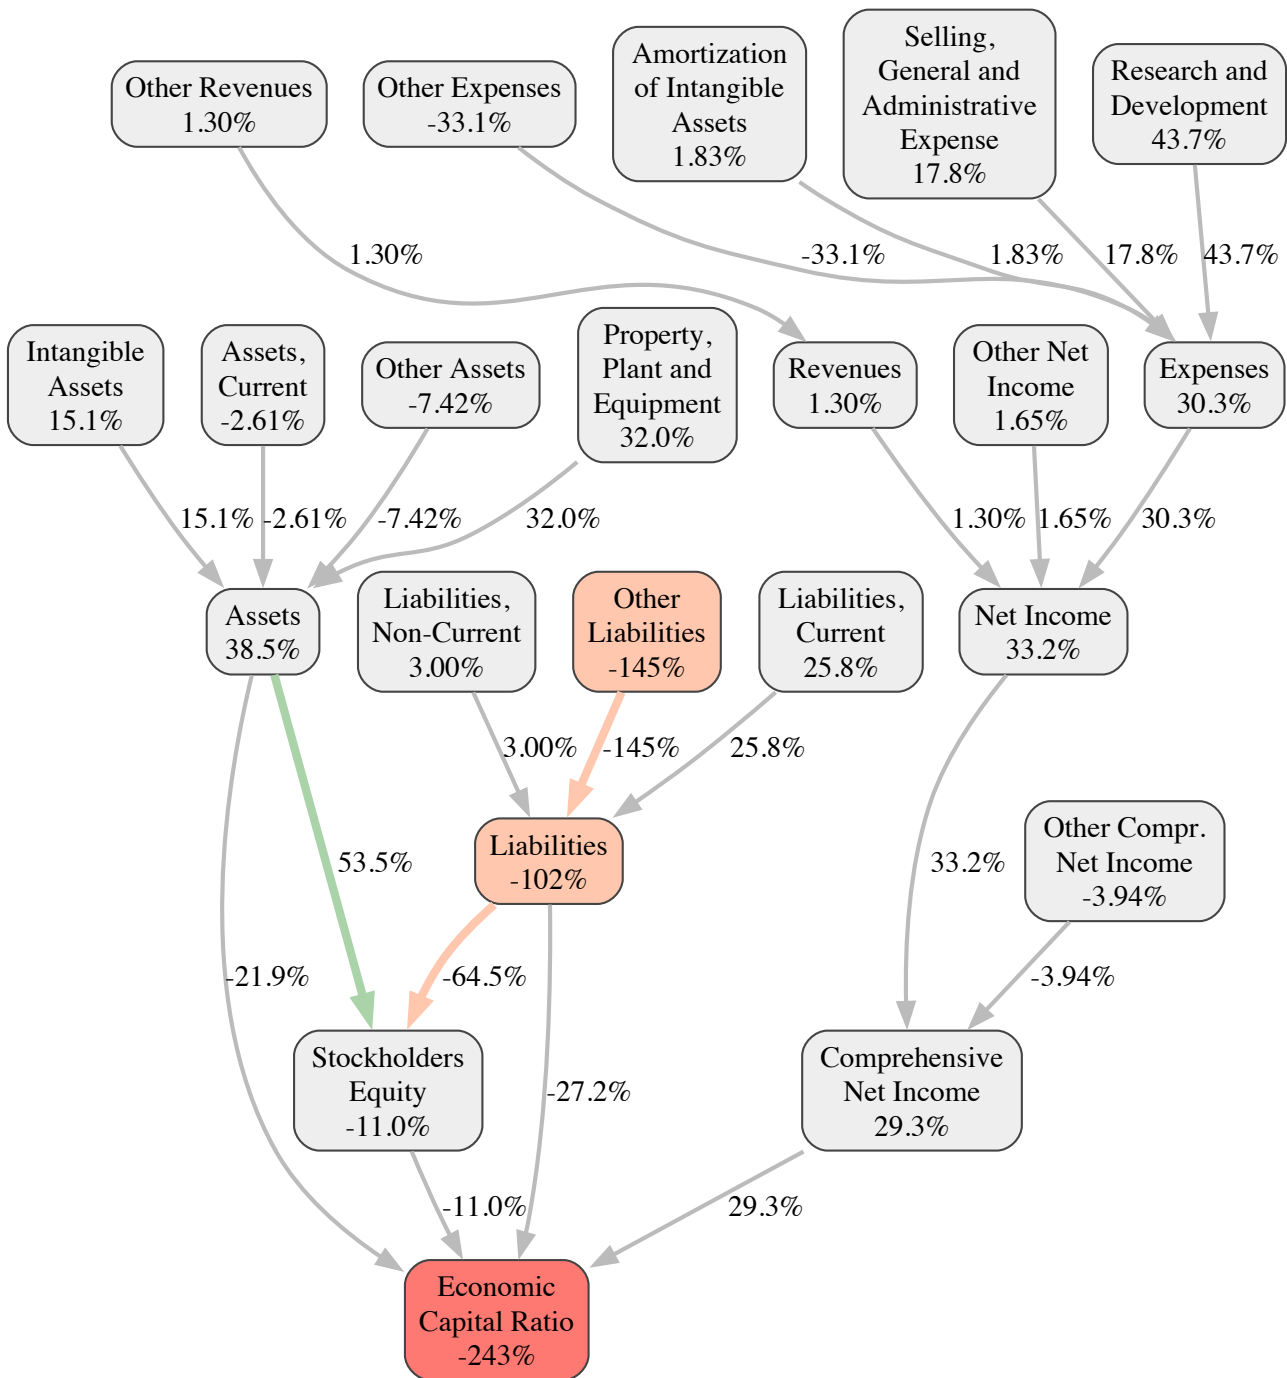 Other Revenues
1.30%
Other Expenses
-33.1%
Amortization
of Intangible
Assets
1.83%
Selling,
General and
Administrative
Expense
17.8%
Research and
Development
43.7%
1.30%
-33.1%
1.83%
17.8%
43.7%
Intangible
Assets
15.1%
Assets,
Current
-2.61%
Other Assets
-7.42%
Property,
Plant and
Equipment
32.0%
Revenues
1.30%
Other Net
Income
1.65%
Expenses
30.3%
15.1%
-2.61%
-7.42%
32.0%
1.30%
1.65%
30.3%
Assets
38.5%
Liabilities,
Non-Current
3.00%
Other
Liabilities
-145%
Liabilities,
Current
25.8%
Net Income
33.2%
3.00%
-145%
25.8%
Liabilities
-102%
Other Compr.
Net Income
-3.94%
53.5%
33.2%
-21.9%
-64.5%
-3.94%
Stockholders
Equity
-11.0%
-27.2%
Comprehensive
Net Income
29.3%
-11.0%
29.3%
Economic
Capital Ratio
-243%